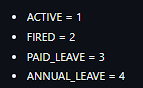 • ACTIVE = 1
• FIRED = 2
• PAID_LEAVE = 3
• ANNUAL_LEAVE = 4